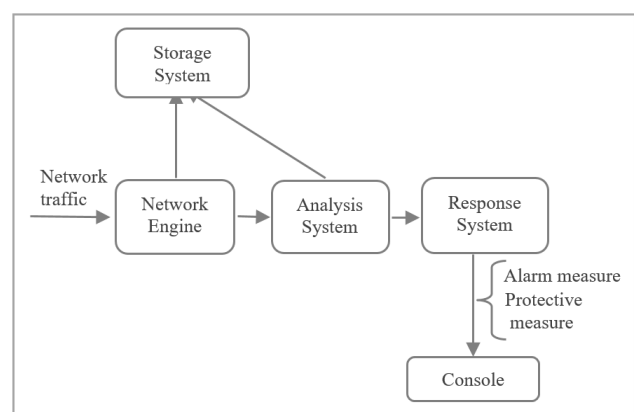 Storage
System
Network
traffic
Network
Engine
Analysis
System
Response
System
Alarm measure
Protective
measure
Console